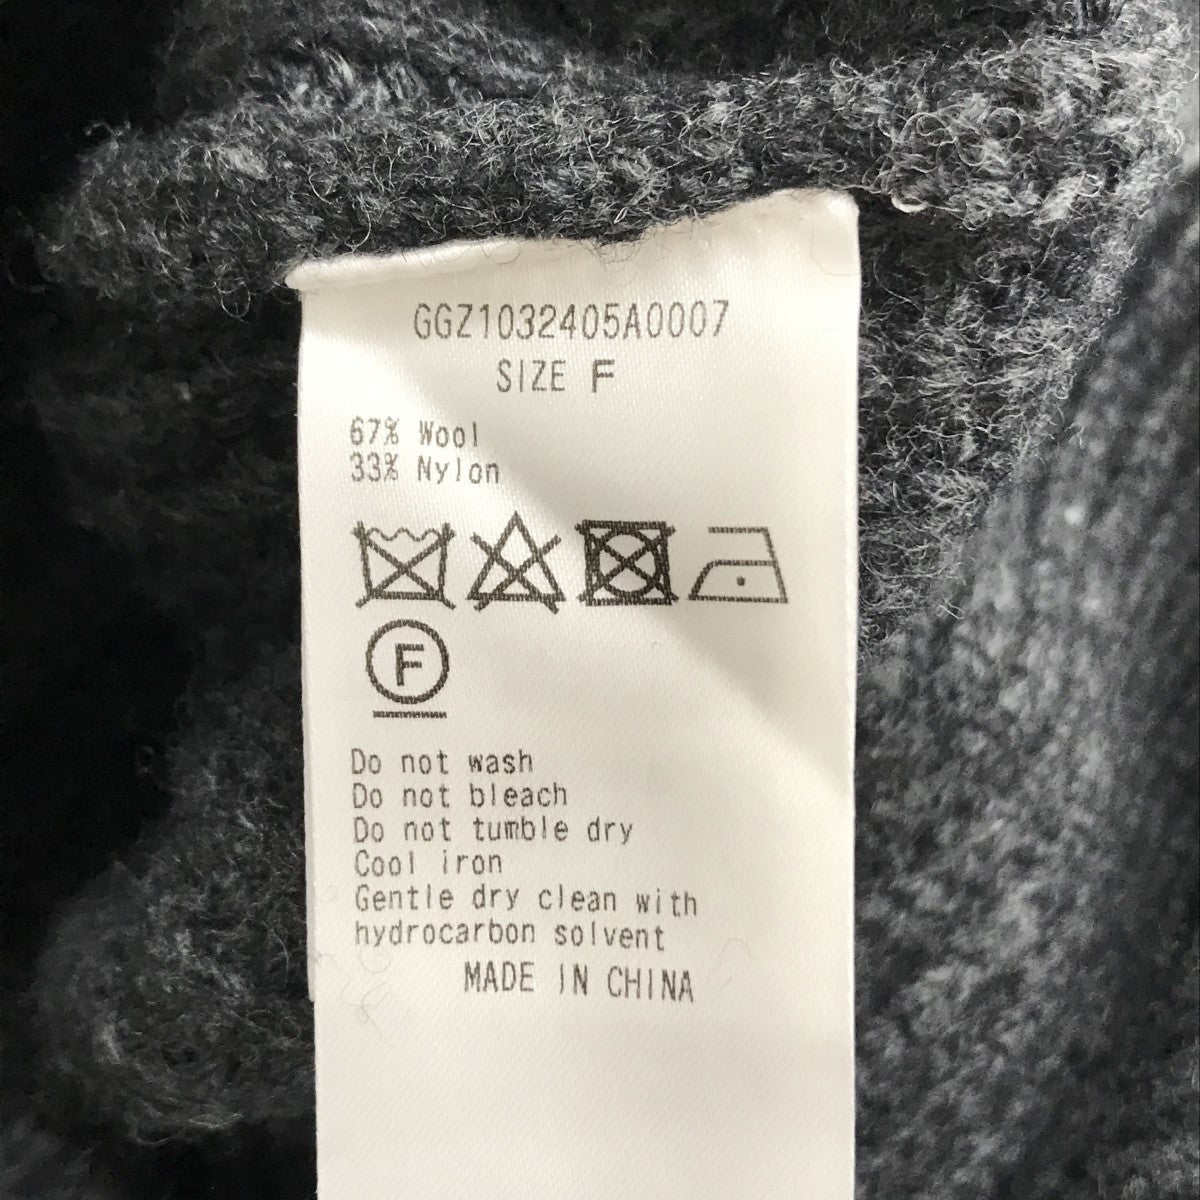 GGZ1032405A0007
SIZE F
67% Wool
33% Nylon
F
Do not wash
Do not bleach
Do not tumble dry
Cool iron
Gentle dry clean with
hydrocarbon solvent
MADE IN CHINA